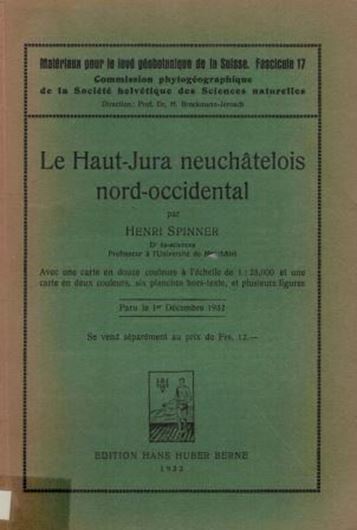 Matériaux pour le levé géobotanique de la Suisse. Fascicule 17
Commission phytogéographique
de la Société helvétique des Sciences naturelles
Direction: Prof. Dr. H. Brockmann-Jerosch
Le Haut-Jura neuchâtelois
nord-occidental
par
HENRI SPINNER
Dr ès-sciences
Professeur à l'Université de Neuchâtel
Avec une carte en douze couleurs à l'échelle de 1 : 25,000 et une
carte en deux couleurs, six planches hors-texte, et plusieurs figures
Paru le 1er Décembre 1932
Se vend séparément au prix de Frs. 12.—
EDITION HANS HUBER BERNE
1932